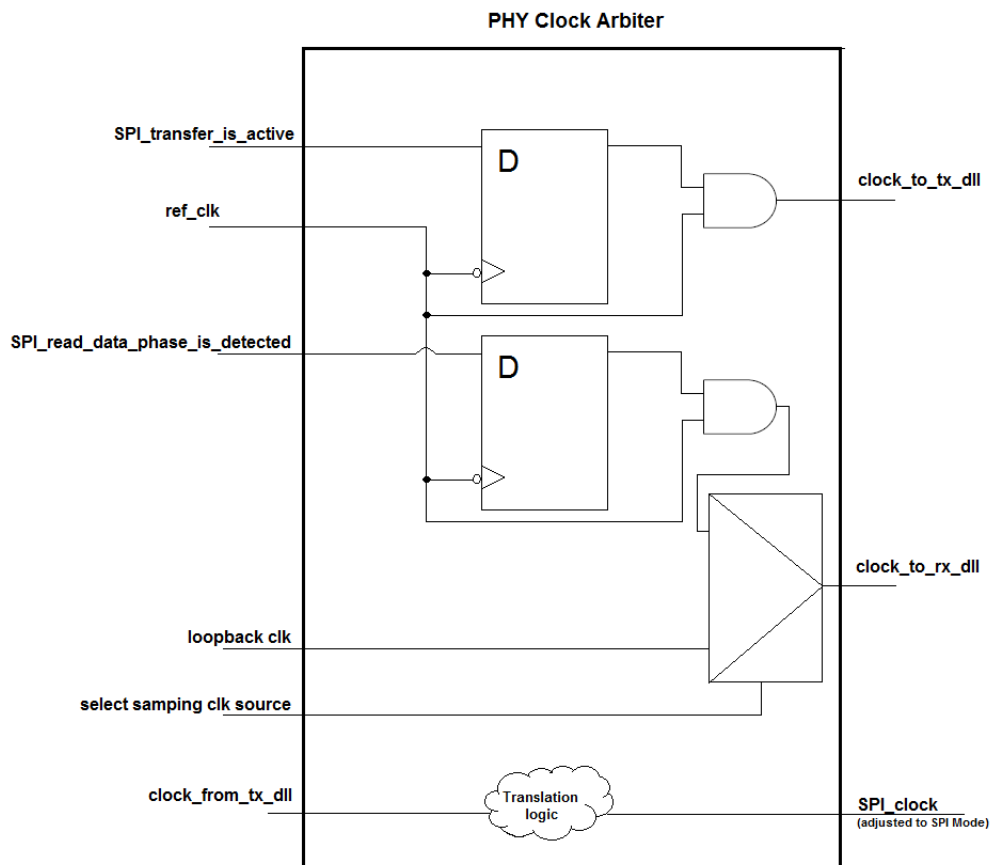 PHY Clock Arbiter
SPI_transfer_is_active
D
clock_to_tx_dll
ref_clk
SPI_read_data_phase_is_detected
D
clock_to_rx_dll
loopback clk
select samping clk source
clock_from_tx_dll
Translation
logic
SPI_clock
(adjusted to SPI Mode)